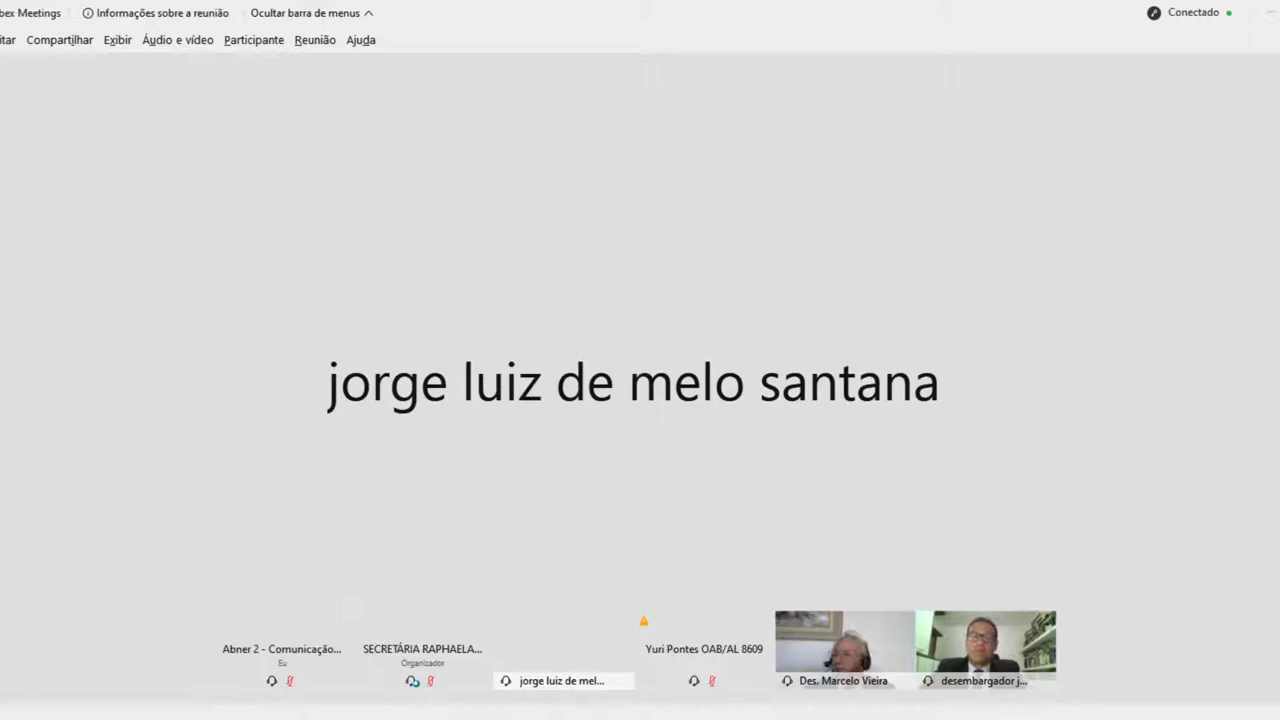 bex Meetings Informações sobre a reunião Ocultar barra de menus Conectado
itar Compartilhar Exibir Áudio e vídeo Participante Reunião Ajuda
jorge luiz de melo santana
Abner 2 - Comunicação... SECRETÁRIA RAPHAELA... Yuri Pontes OAB/AL 8609
Eu Organizador
jorge luiz de mel... Des. Marcelo Vieira desembargador j...